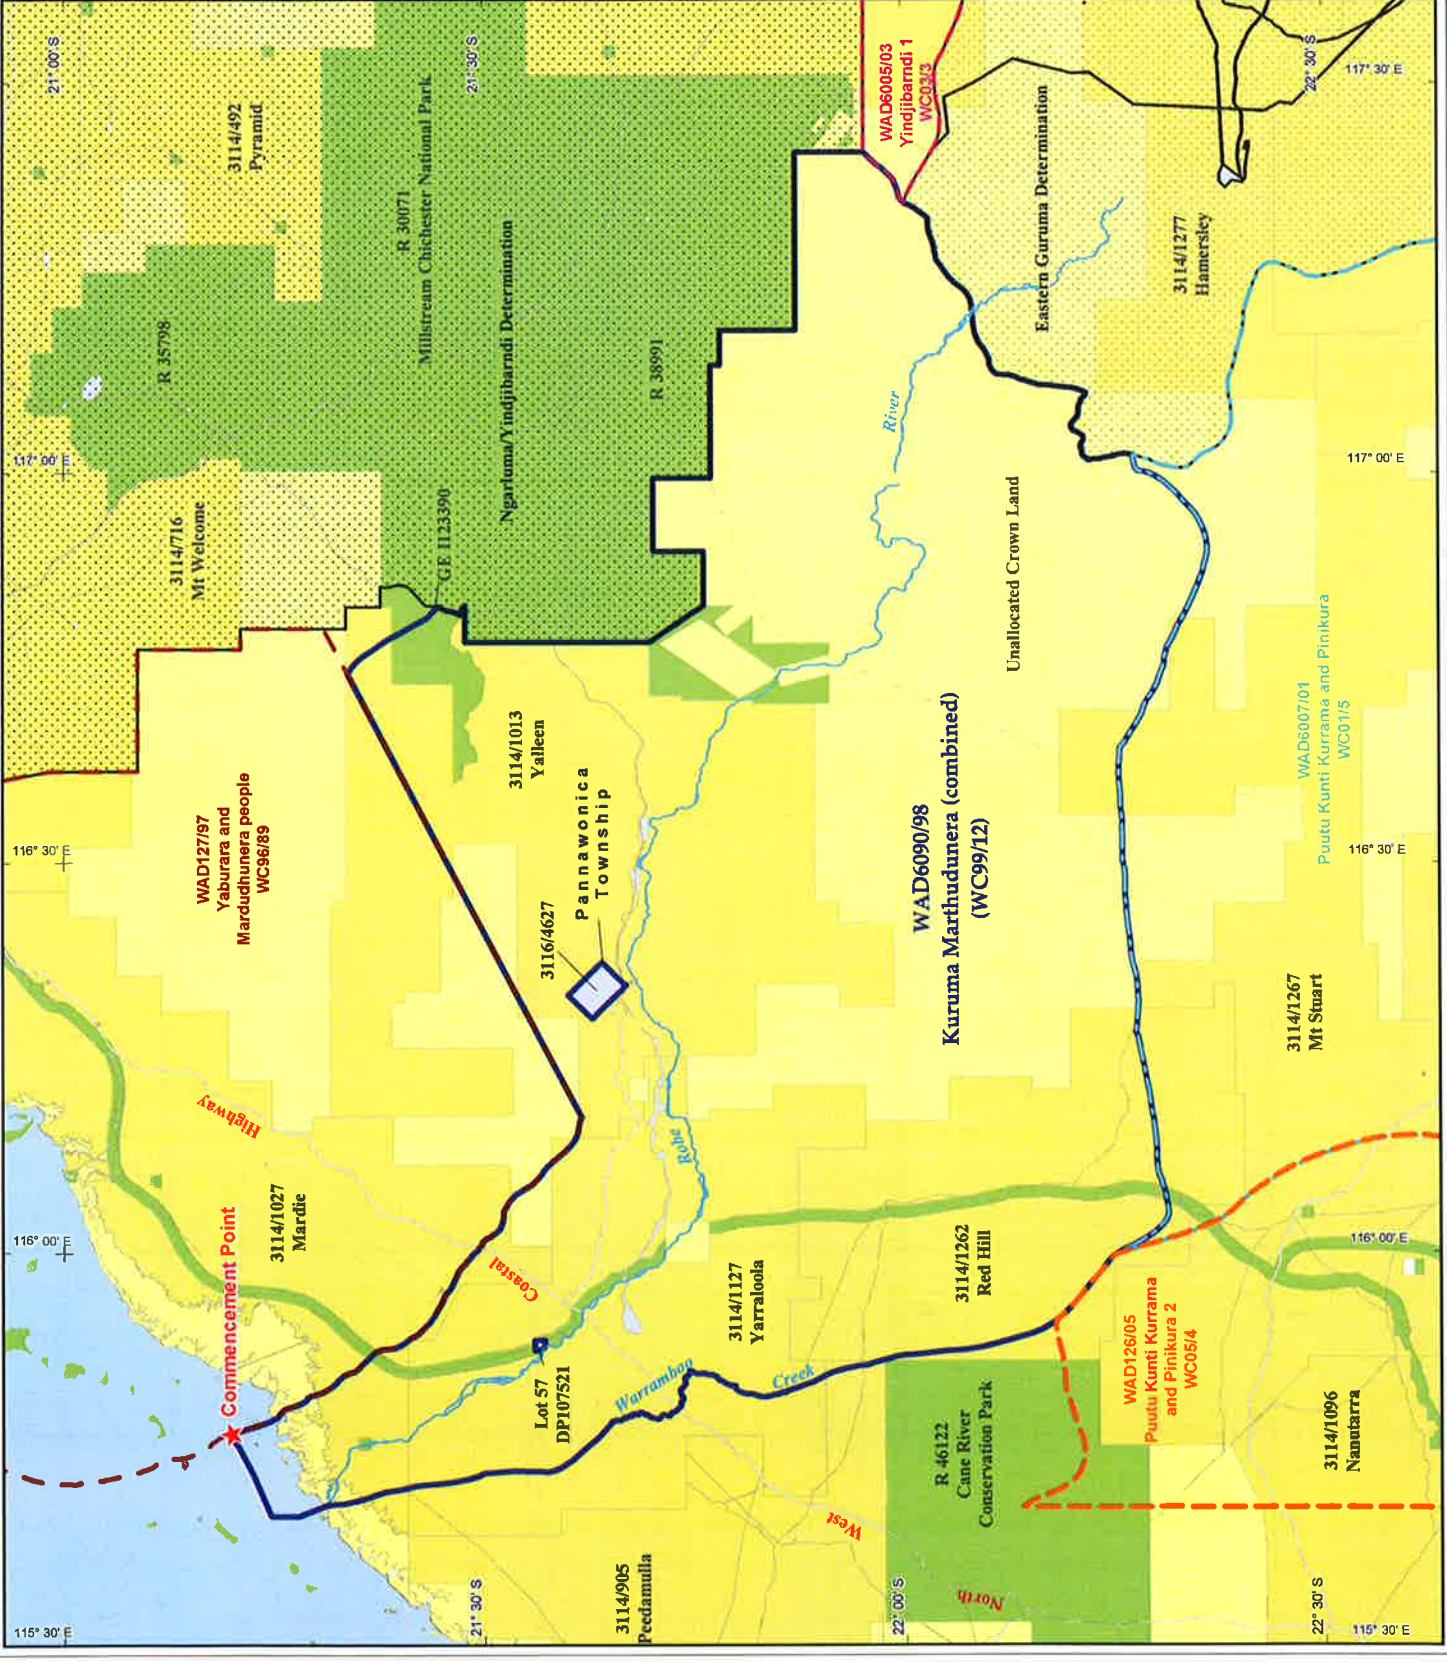 21° 00' S
21° 30' S
22° 30' S
117° 30' E
3114/492
Pyramid
R 30071
Millstream Chichester National Park
WAD6005/03
Yindjibarndi 1
WC03/3
R 35798
Ngarluma/Yindjibarndi Determination
R 38991
Eastern Guruma Determination
3114/1277
Hamersley
117° 00' E
117° 00' E
3114/716
Mt Welcome
GE I123390
River
Unallocated Crown Land
WAD127/97
Yaburara and
Mardudhunera people
WC96/89
3114/1013
Yalleen
Pannawonica
Township
3116/4627
WAD6090/98
Kuruma Marthudunera (combined)
(WC99/12)
WAD6007/01
Puutu Kunti Kurrama and Pinikura
WC01/5
116° 30' E
116° 30' E
3114/1267
Mt Stuart
Highway
Robe
Commencement Point
3114/1027
Mardie
116° 00' E
116° 00' E
Coastal
3114/1127
Yarraloola
3114/1262
Red Hill
Lot 57
DP107521
Warramboo
Creek
WAD126/05
Puutu Kunti Kurrama
and Pinikura 2
WC05/4
R 46122
Cane River
Conservation Park
3114/1096
Nanutarra
West
North
3114/905
Peedamulla
115° 30' E
21° 30' S
22° 00' S
22° 30' S
115° 30' E